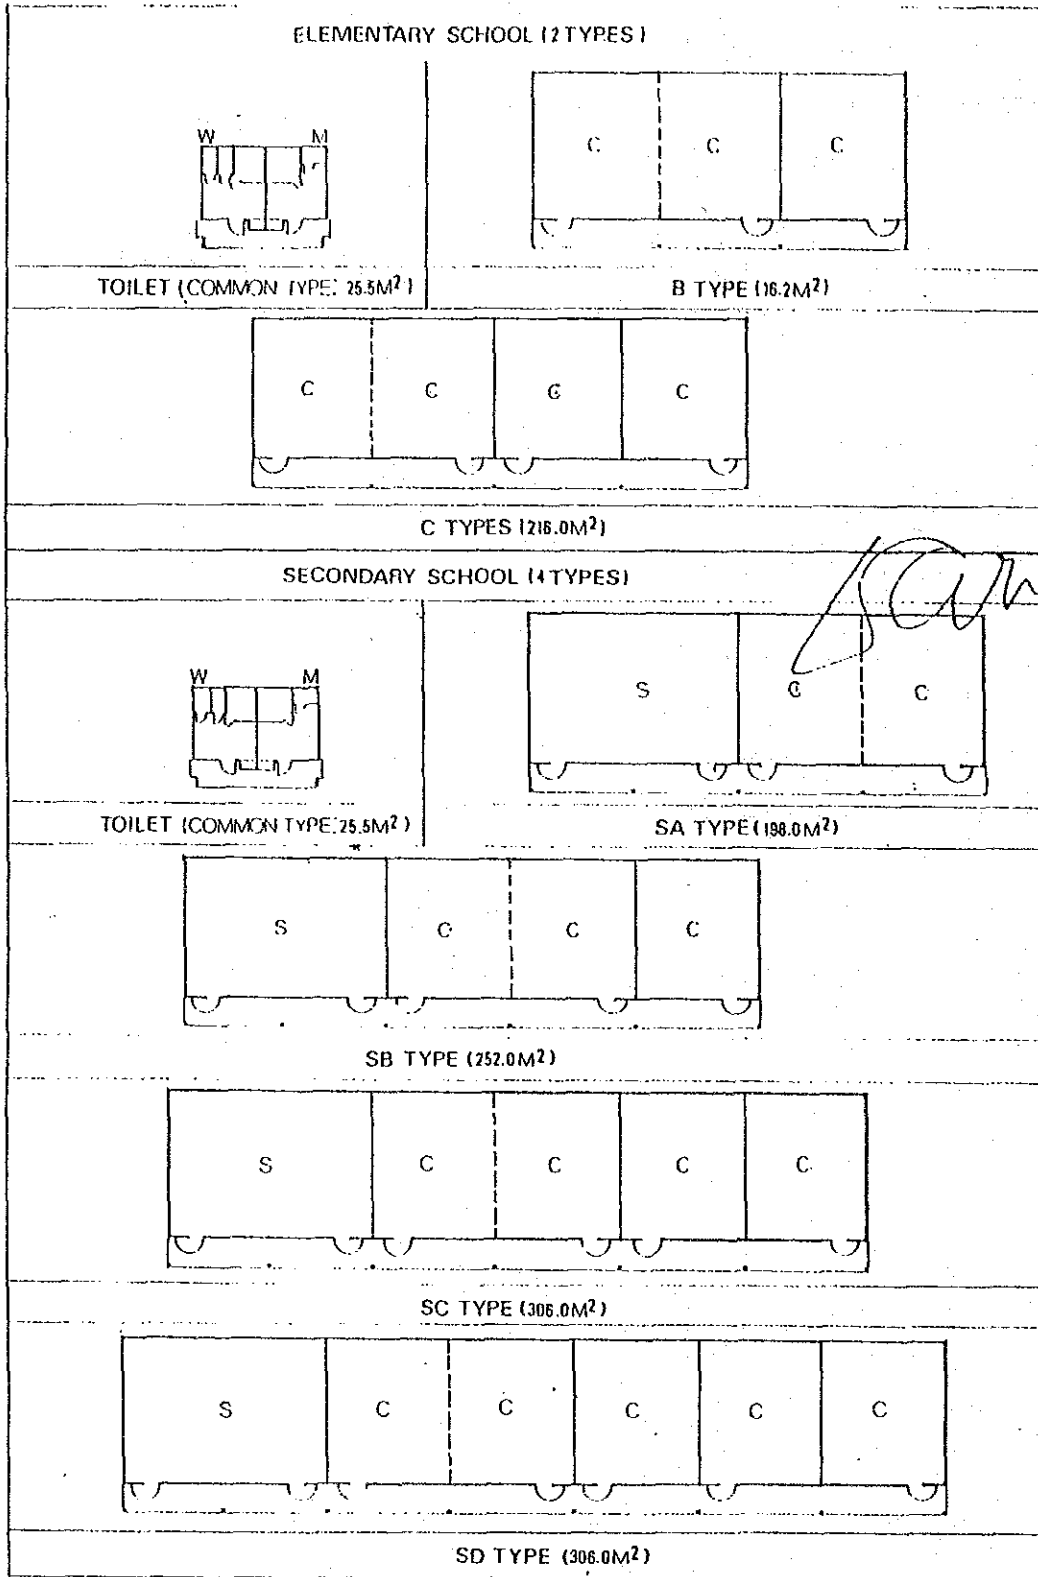 ELEMENTARY SCHOOL (2 TYPES)
W M
C C C
TOILET (COMMON TYPE: 25.5M²)
B TYPE (16.2M²)
C C C C
C TYPES (216.0M²)
SECONDARY SCHOOL (4 TYPES)
W M
S C C
TOILET (COMMON TYPE: 25.5M²)
SA TYPE (198.0M²)
S C C C
SB TYPE (252.0M²)
S C C C C
SC TYPE (306.0M²)
S C C C C C
SD TYPE (306.0M²)